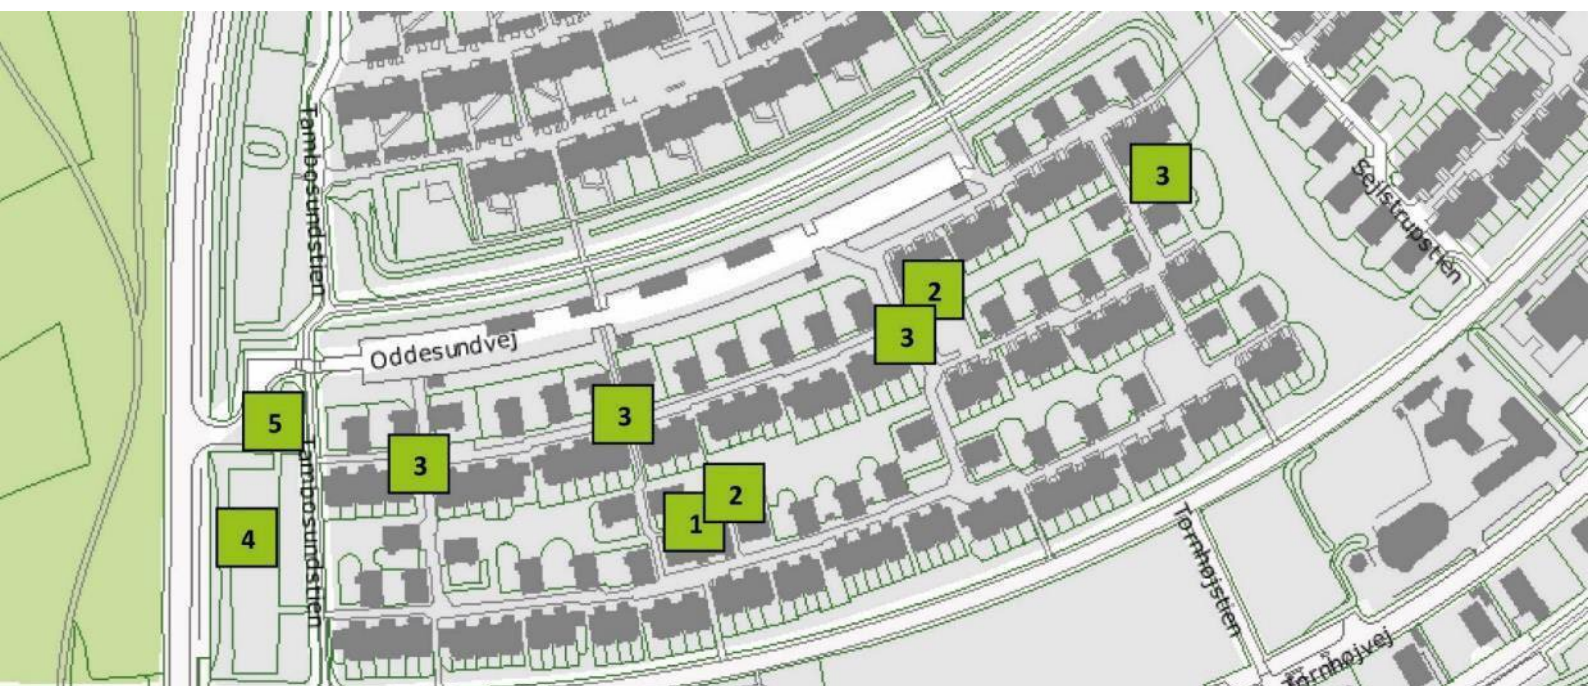 Tambosundstien
Sejlstrupstien
3
2
3
Oddesundvej
5
3
3
2
1
4
Tambosundstien
Tornhøjstien
Tornhøjvej